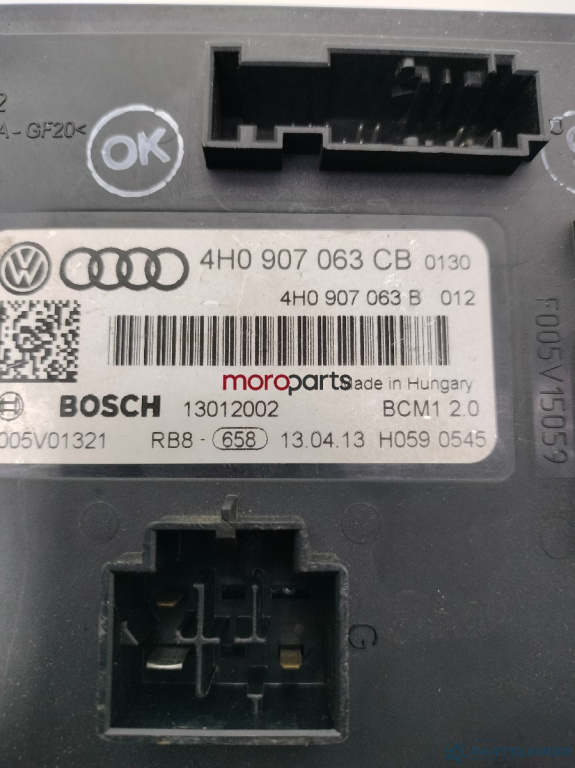 2
A-GF20<
OK
4H0 907 063 CB 0130
4H0 907 063 B 012
moroparts
Made in Hungary
BOSCH 13012002 BCM1 2.0
005V01321 RB8 - 658 13.04.13 H059 0545
F005V15059
G